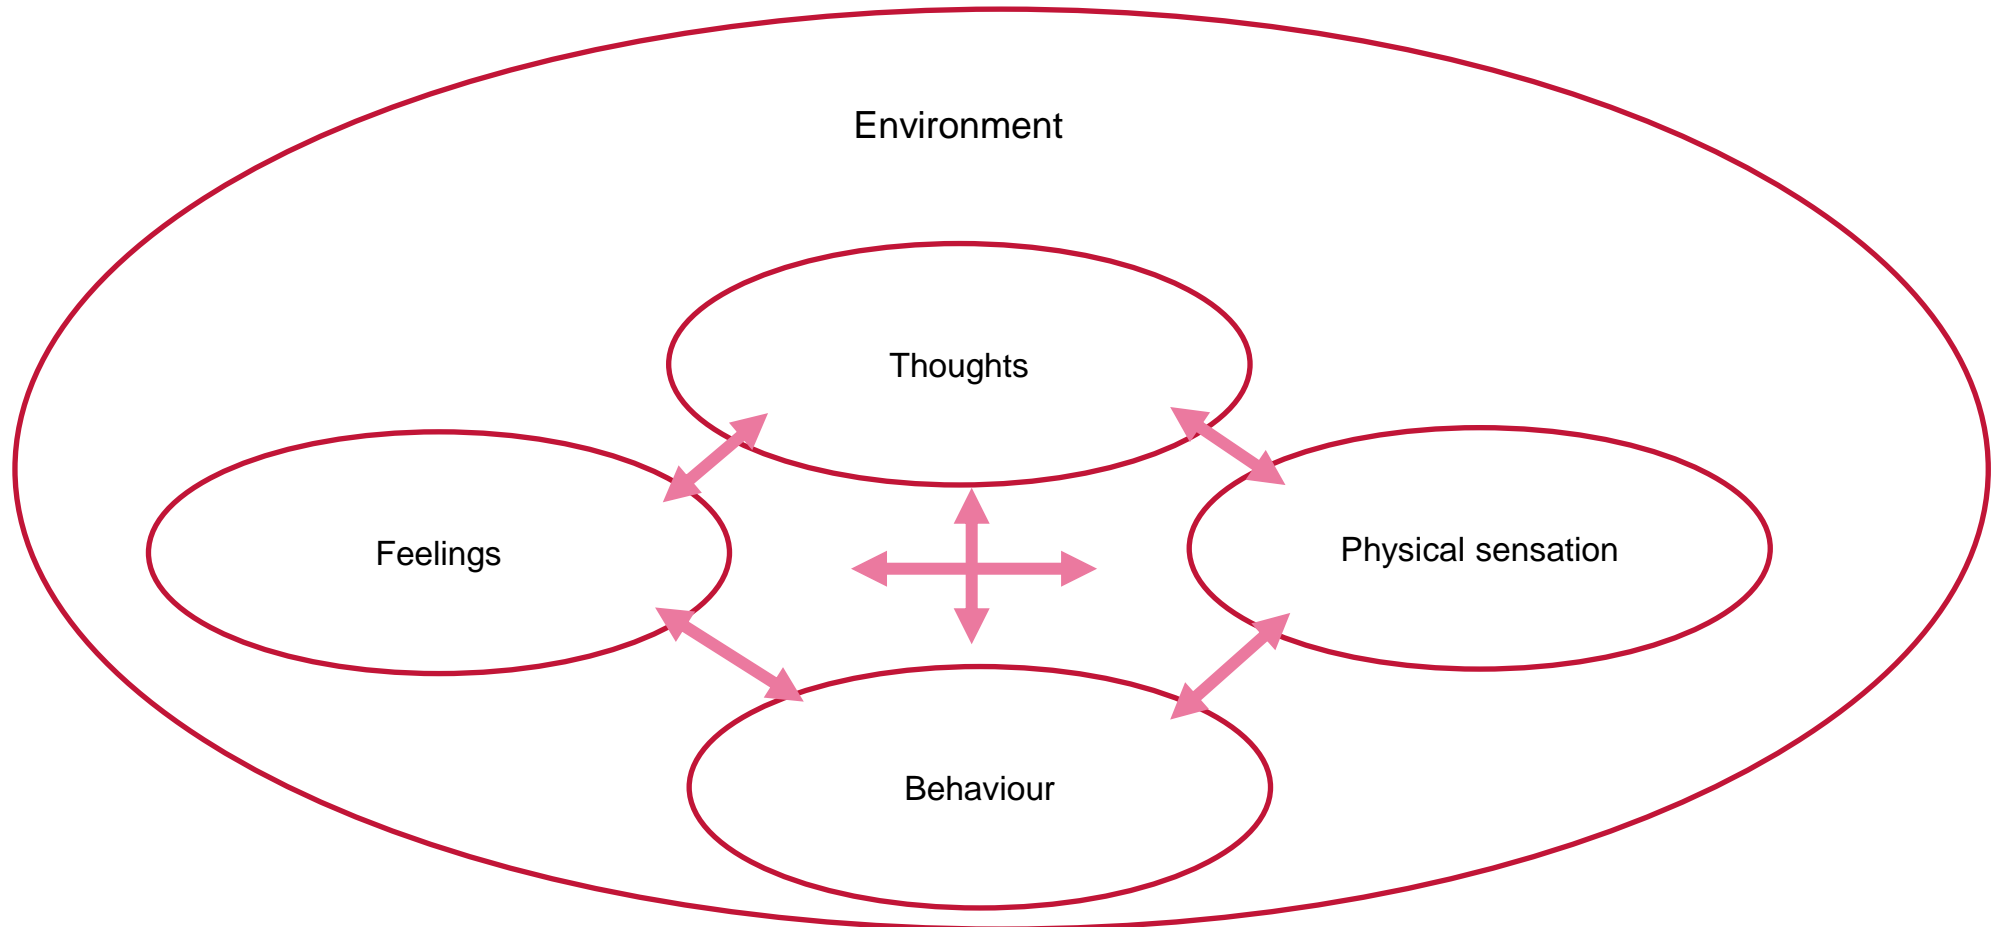 Environment
Thoughts
Feelings
Physical sensation
Behaviour